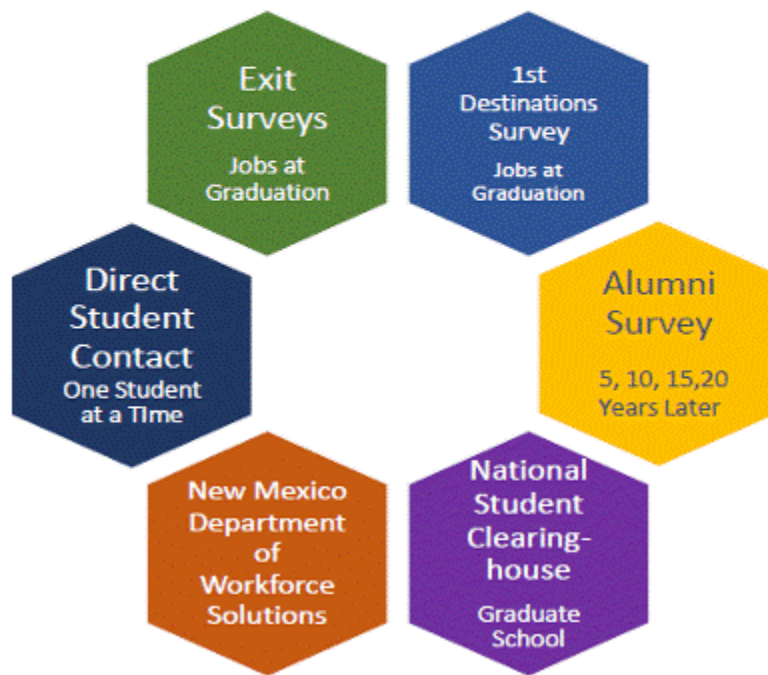 Exit
Surveys
Jobs at
Graduation
1st
Destinations
Survey
Jobs at
Graduation
Direct
Student
Contact
One Student
at a TIme
Alumni
Survey
5, 10, 15,20
Years Later
New Mexico
Department
of
Workforce
Solutions
National
Student
Clearing-
house
Graduate
School